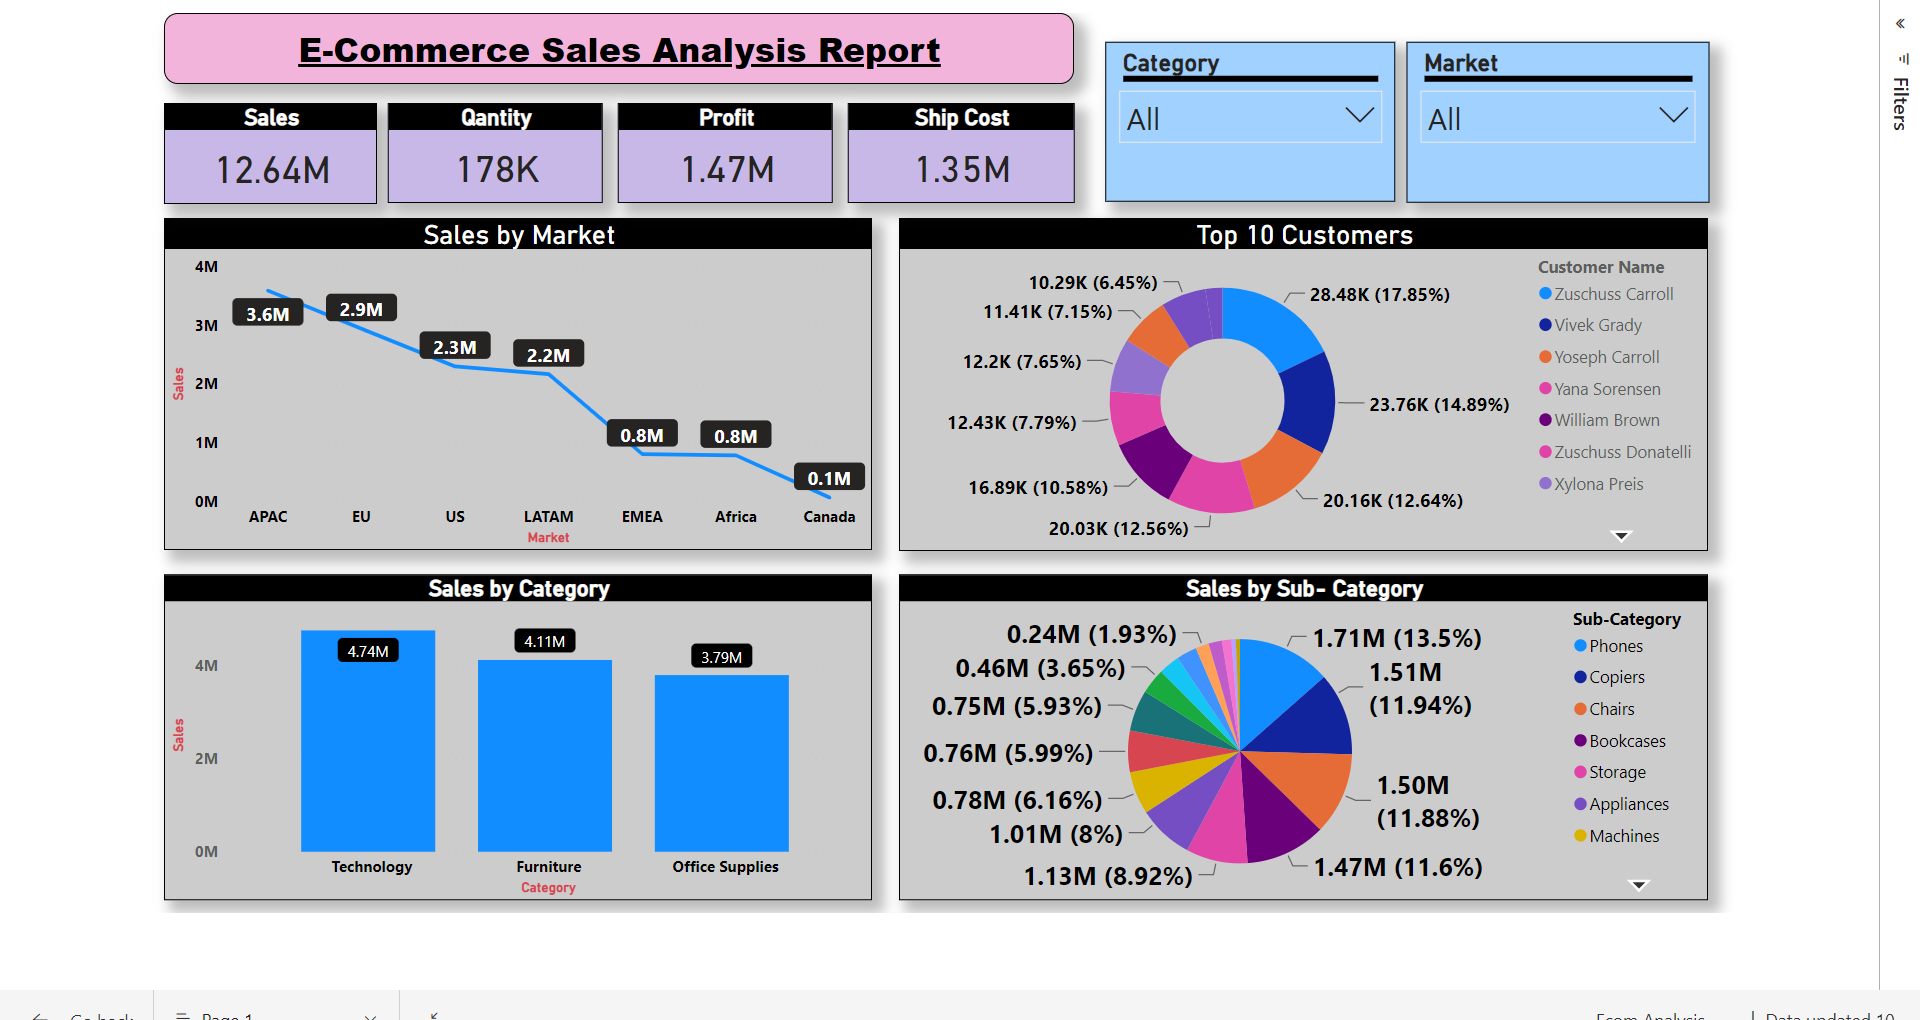 E-Commerce Sales Analysis Report
Category
All
Market
All
Filters
Sales
12.64M
Qantity
178K
Profit
1.47M
Ship Cost
1.35M
Sales by Market
4M
3M
2M
1M
0M
Sales
3.6M
2.9M
2.3M
2.2M
0.8M
0.8M
0.1M
APAC
EU
US
LATAM
EMEA
Africa
Canada
Market
Top 10 Customers
28.48K (17.85%)
23.76K (14.89%)
20.16K (12.64%)
20.03K (12.56%)
16.89K (10.58%)
12.43K (7.79%)
12.2K (7.65%)
11.41K (7.15%)
10.29K (6.45%)
Customer Name
Zuschuss Carroll
Vivek Grady
Yoseph Carroll
Yana Sorensen
William Brown
Zuschuss Donatelli
Xylona Preis
Sales by Category
4M
2M
0M
Sales
4.74M
4.11M
3.79M
Technology
Furniture
Office Supplies
Category
Sales by Sub- Category
1.71M (13.5%)
1.51M
(11.94%)
1.50M
(11.88%)
1.47M (11.6%)
1.13M (8.92%)
1.01M (8%)
0.78M (6.16%)
0.76M (5.99%)
0.75M (5.93%)
0.46M (3.65%)
0.24M (1.93%)
Sub-Category
Phones
Copiers
Chairs
Bookcases
Storage
Appliances
Machines
Go back
Page 1
Ecom Analysis
Data updated 10